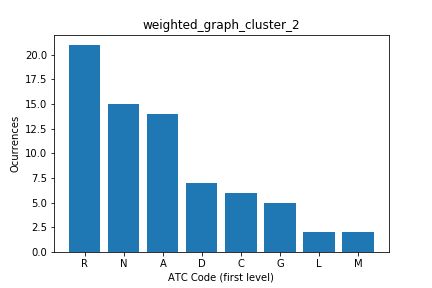 weighted_graph_cluster_2
20.0
17.5
15.0
12.5
10.0
7.5
5.0
2.5
0.0
Ocurrences
R N A D C G L M
ATC Code (first level)